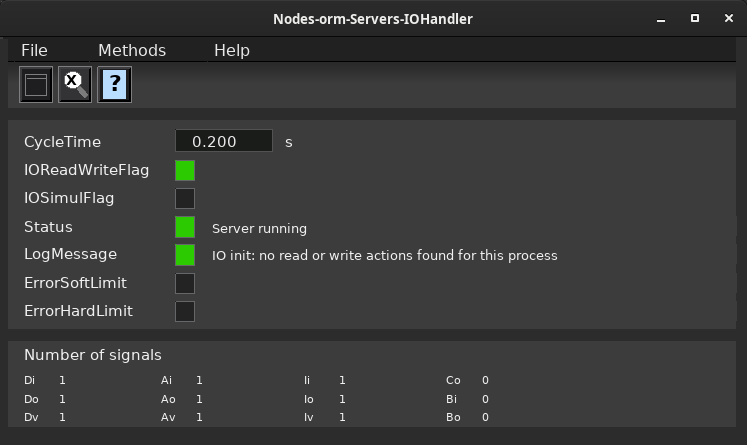 Nodes-orm-Servers-IOHandler
File Methods Help
X ?
CycleTime 0.200 s
IOReadWriteFlag
IOSimulFlag
Status Server running
LogMessage IO init: no read or write actions found for this process
ErrorSoftLimit
ErrorHardLimit
Number of signals
Di 1 Ai 1 Ii 1 Co 0
Do 1 Ao 1 Io 1 Bi 0
Dv 1 Av 1 Iv 1 Bo 0